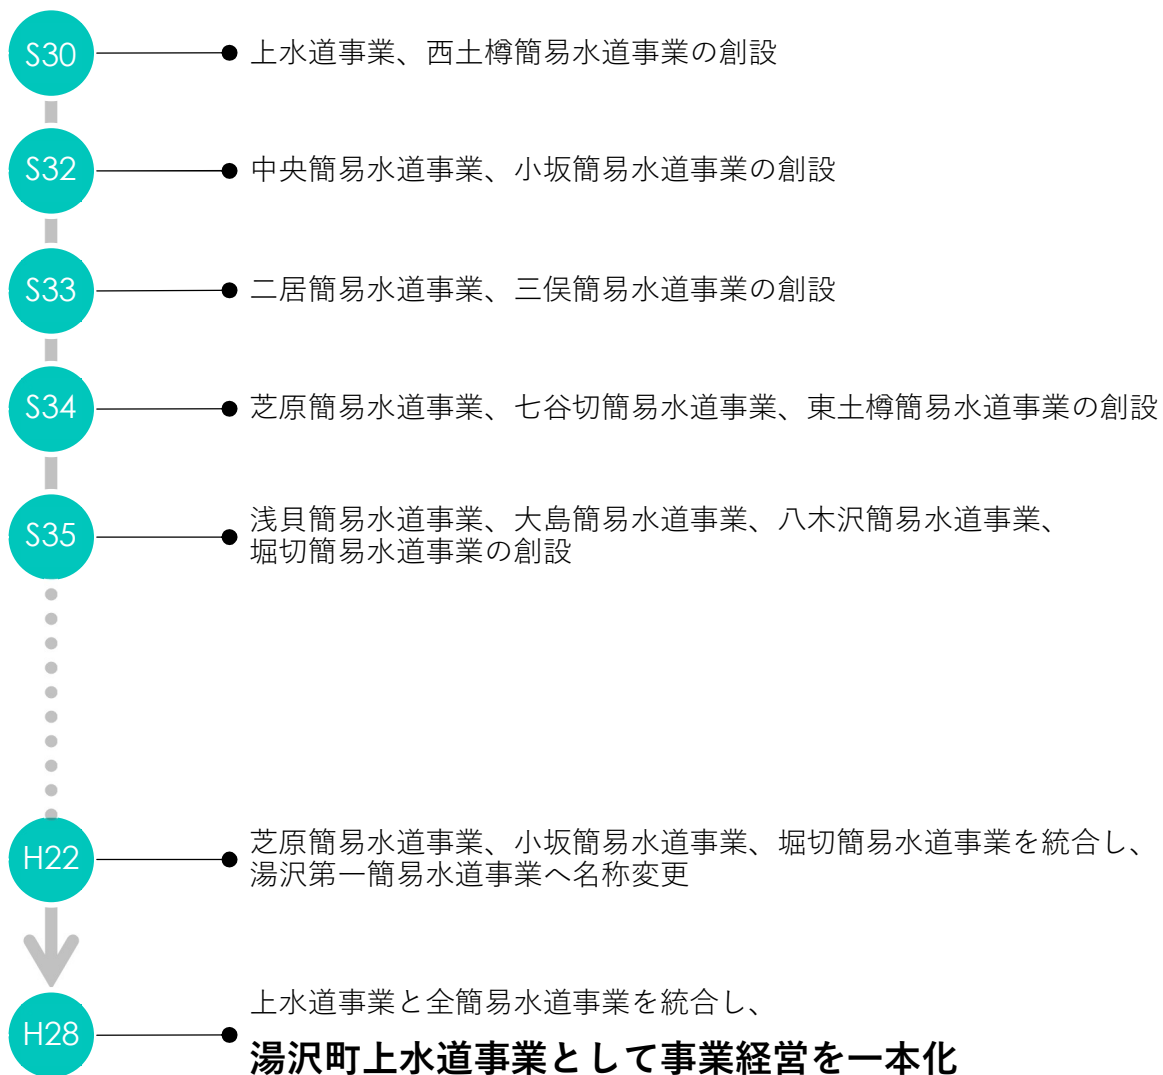 S30
上水道事業、西土樽簡易水道事業の創設
S32
中央簡易水道事業、小坂簡易水道事業の創設
S33
二居簡易水道事業、三俣簡易水道事業の創設
S34
芝原簡易水道事業、七谷切簡易水道事業、東土樽簡易水道事業の創設
S35
浅貝簡易水道事業、大島簡易水道事業、八木沢簡易水道事業、
堀切簡易水道事業の創設
H22
芝原簡易水道事業、小坂簡易水道事業、堀切簡易水道事業を統合し、
湯沢第一簡易水道事業へ名称変更
H28
上水道事業と全簡易水道事業を統合し、
湯沢町上水道事業として事業経営を一本化